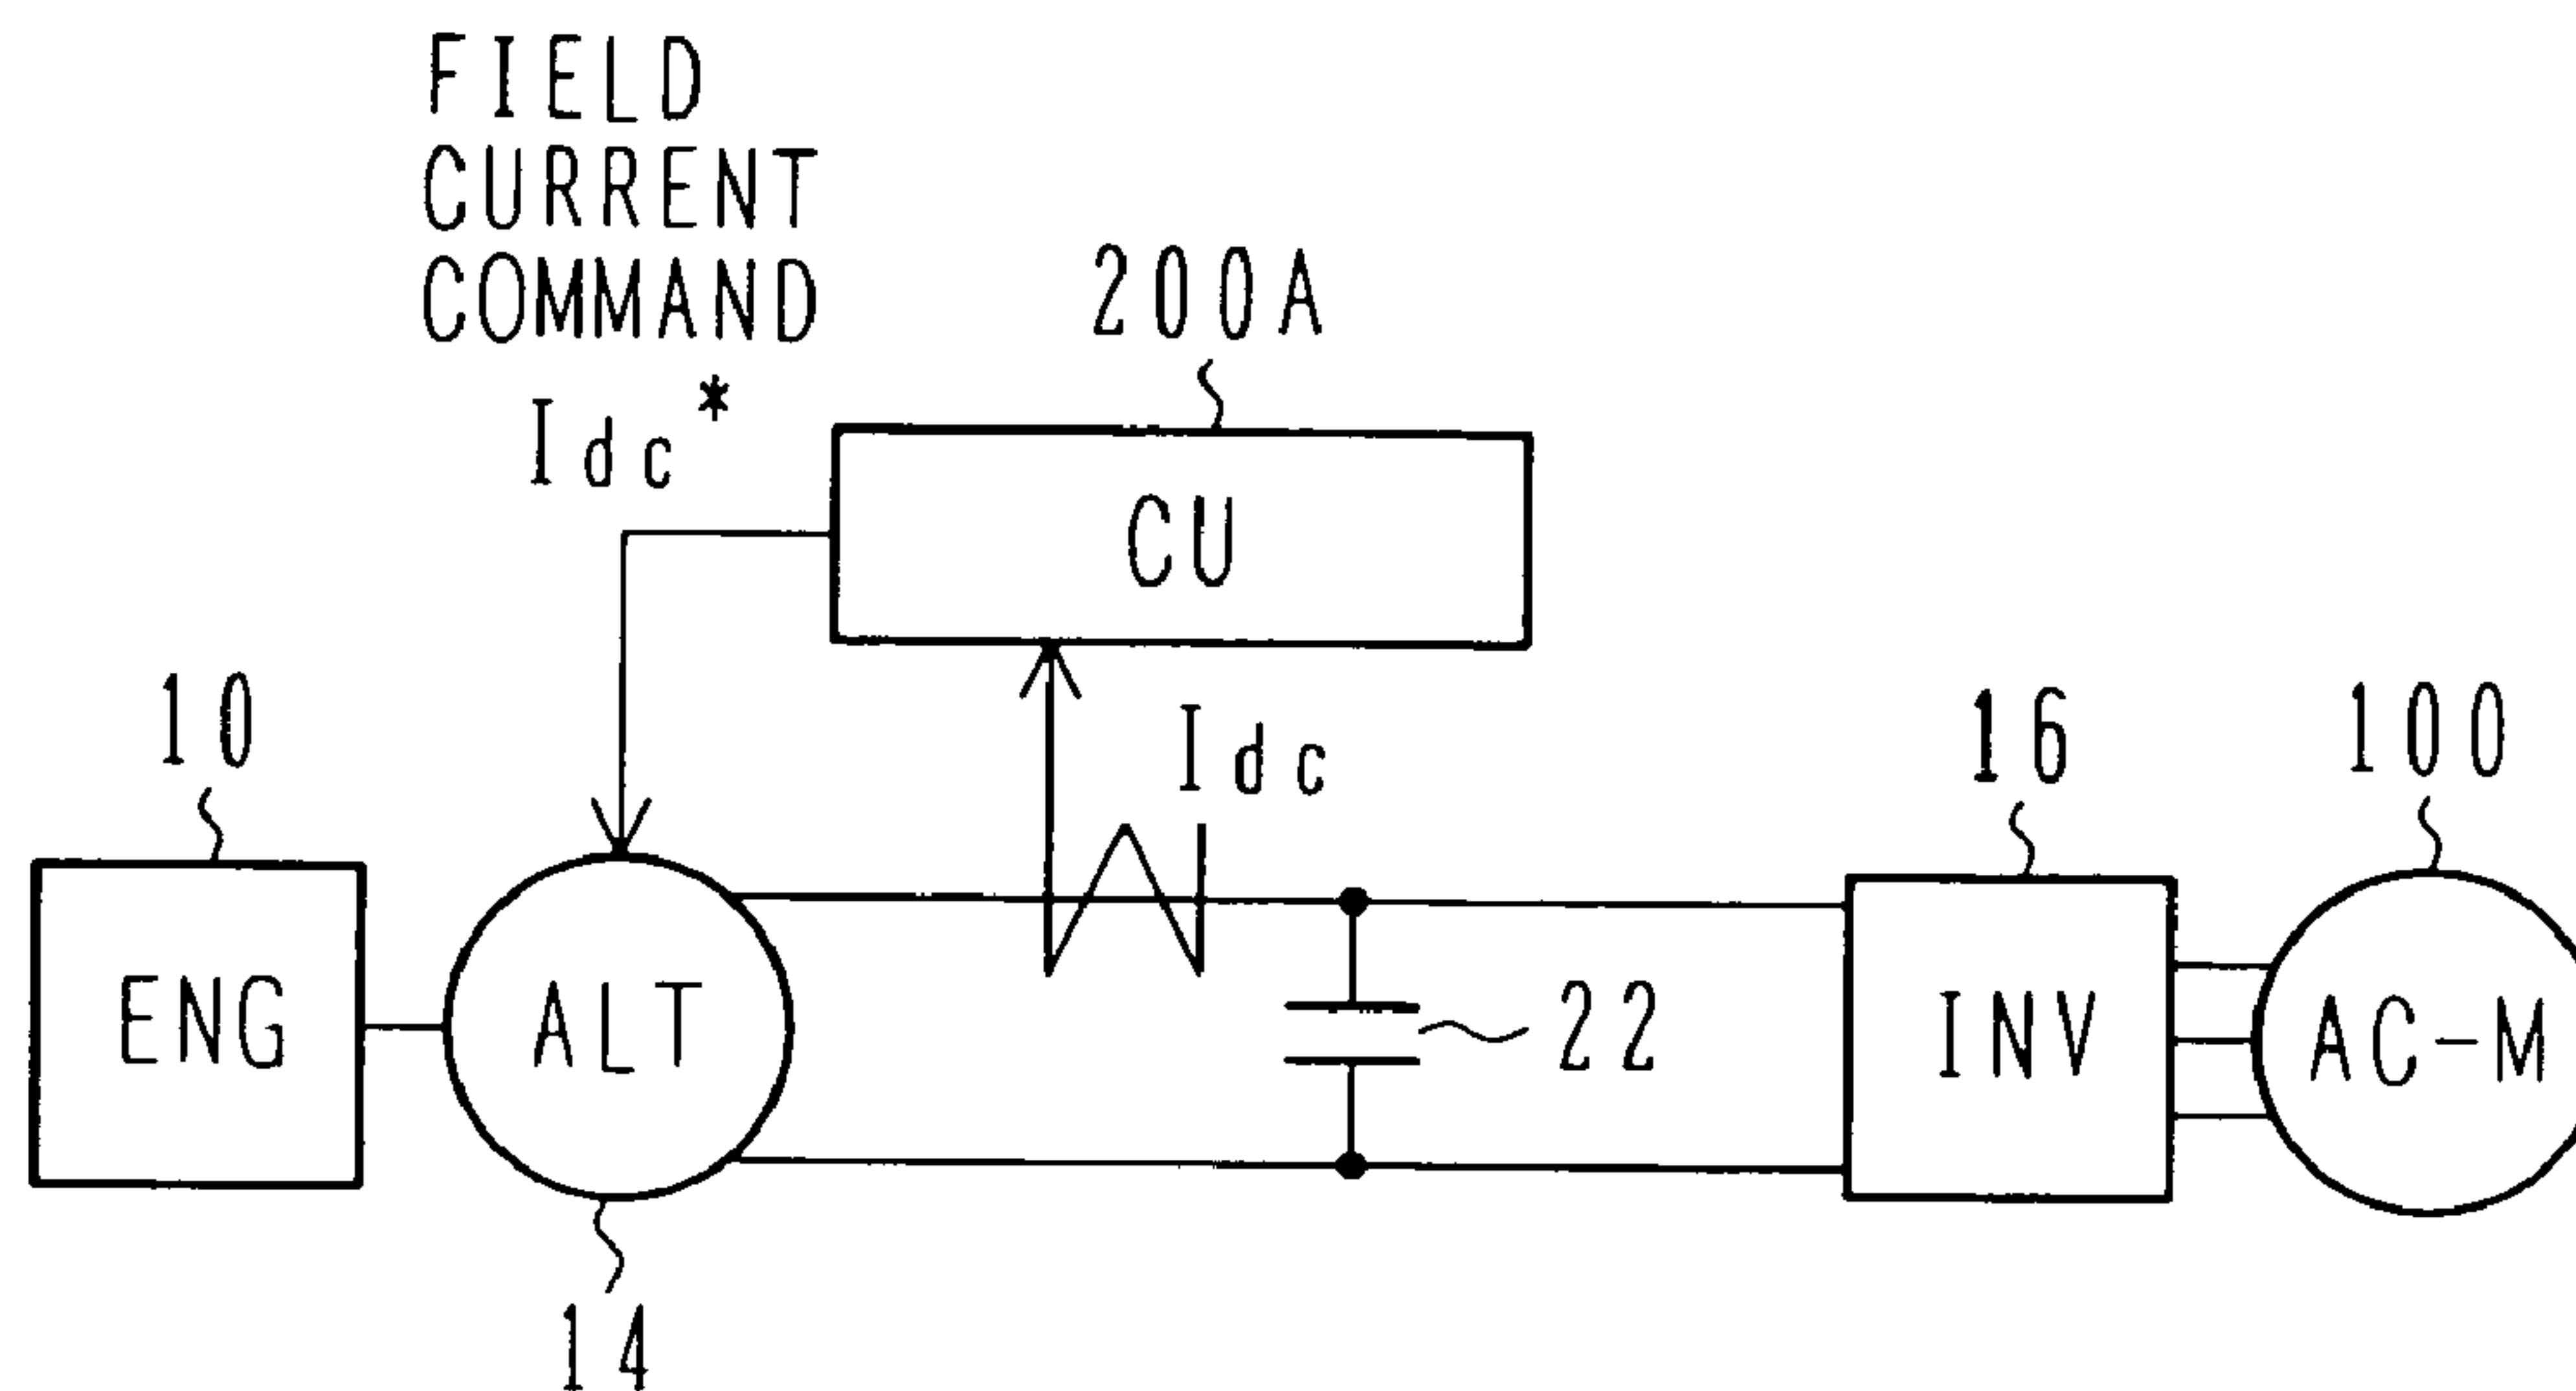 FIELD
CURRENT
COMMAND
Idc*
200A
CU
10
Idc
16
100
ENG
ALT
22
INV
AC-M
14